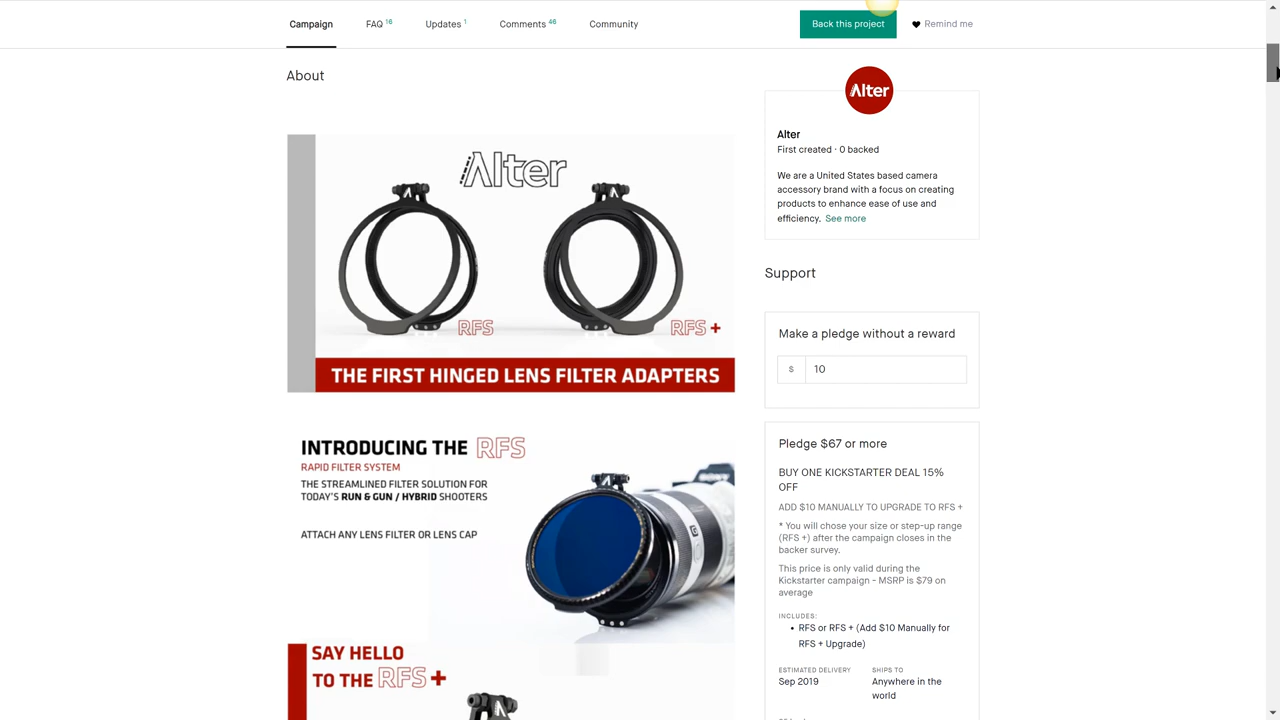 Campaign
FAQ 16
Updates 1
Comments 46
Community
Back this project
Remind me
About
Alter
RFS
RFS +
THE FIRST HINGED LENS FILTER ADAPTERS
INTRODUCING THE RFS
RAPID FILTER SYSTEM
THE STREAMLINED FILTER SOLUTION FOR
TODAY'S RUN & GUN / HYBRID SHOOTERS
ATTACH ANY LENS FILTER OR LENS CAP
SAY HELLO
TO THE RFS +
Alter
Alter
First created · 0 backed
We are a United States based camera
accessory brand with a focus on creating
products to enhance ease of use and
efficiency. See more
Support
Make a pledge without a reward
$ 10
Pledge $67 or more
BUY ONE KICKSTARTER DEAL 15%
OFF
ADD $10 MANUALLY TO UPGRADE TO RFS +
* You will chose your size or step-up range
(RFS +) after the campaign closes in the
backer survey.
This price is only valid during the
Kickstarter campaign - MSRP is $79 on
average
INCLUDES:
• RFS or RFS + (Add $10 Manually for
RFS + Upgrade)
ESTIMATED DELIVERY
Sep 2019
SHIPS TO
Anywhere in the
world